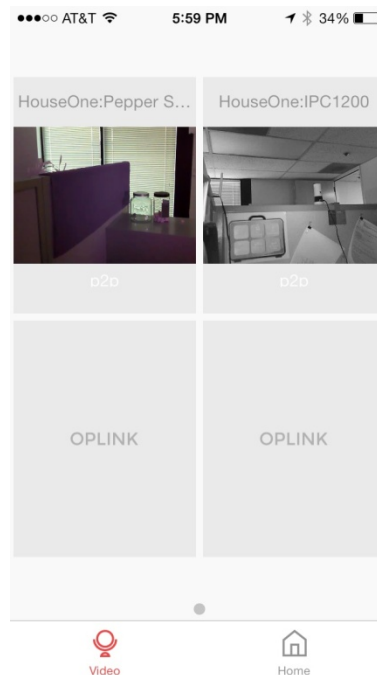 AT&T 5:59 PM 34%
HouseOne:Pepper S... HouseOne:IPC1200
p2p p2p
OPLINK OPLINK
Video Home